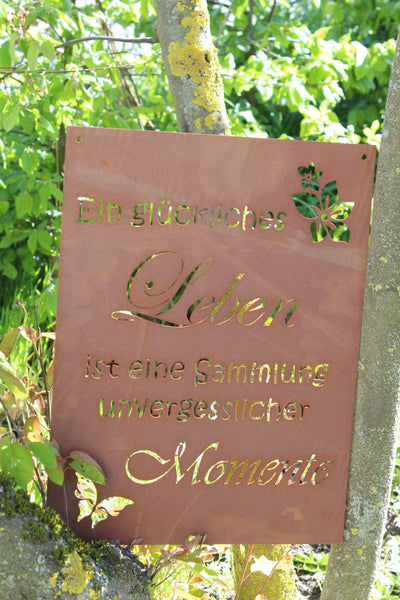 Ein glückliches
Leben
ist eine Sammlung
unvergesslicher
Momente